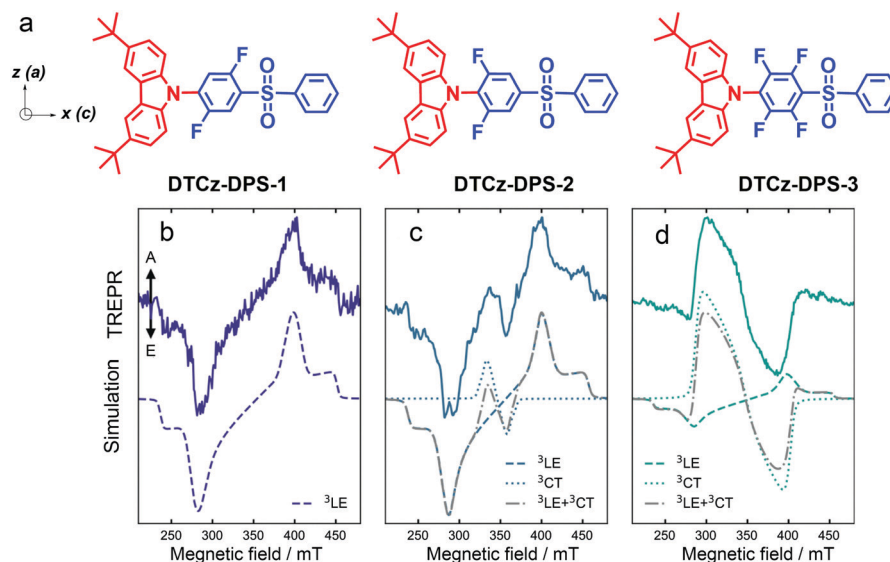 a
z (a)
x (c)
N
F
F
O
S
O
N
F
F
O
S
O
N
F
F
F
F
O
S
O
DTCz-DPS-1
DTCz-DPS-2
DTCz-DPS-3
b
c
d
A
E
TREPR
Simulation
³LE
³LE
³CT
³LE+³CT
³LE
³CT
³LE+³CT
250 300 350 400 450
250 300 350 400 450
250 300 350 400 450
Megnetic field / mT
Megnetic field / mT
Megnetic field / mT